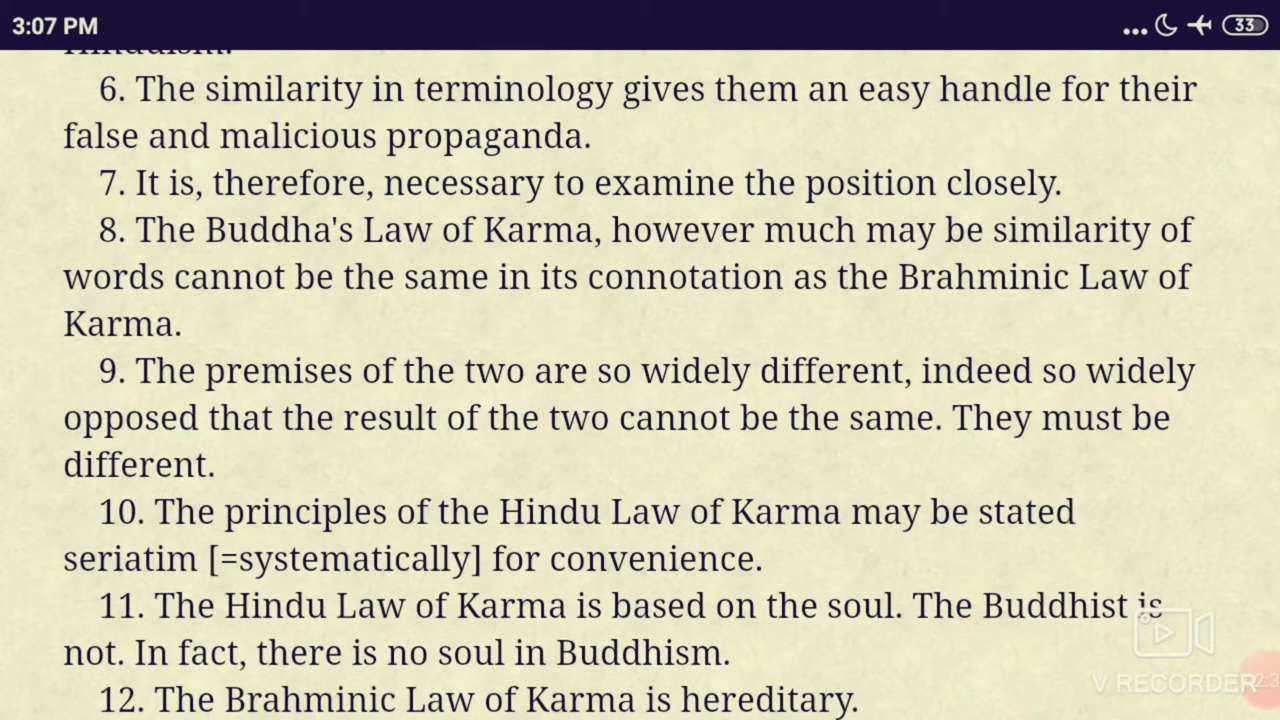 3:07 PM
33
Hinduism.
6. The similarity in terminology gives them an easy handle for their
false and malicious propaganda.
7. It is, therefore, necessary to examine the position closely.
8. The Buddha's Law of Karma, however much may be similarity of
words cannot be the same in its connotation as the Brahminic Law of
Karma.
9. The premises of the two are so widely different, indeed so widely
opposed that the result of the two cannot be the same. They must be
different.
10. The principles of the Hindu Law of Karma may be stated
seriatim [=systematically] for convenience.
11. The Hindu Law of Karma is based on the soul. The Buddhist is
not. In fact, there is no soul in Buddhism.
V RECORDER
12. The Brahminic Law of Karma is hereditary.